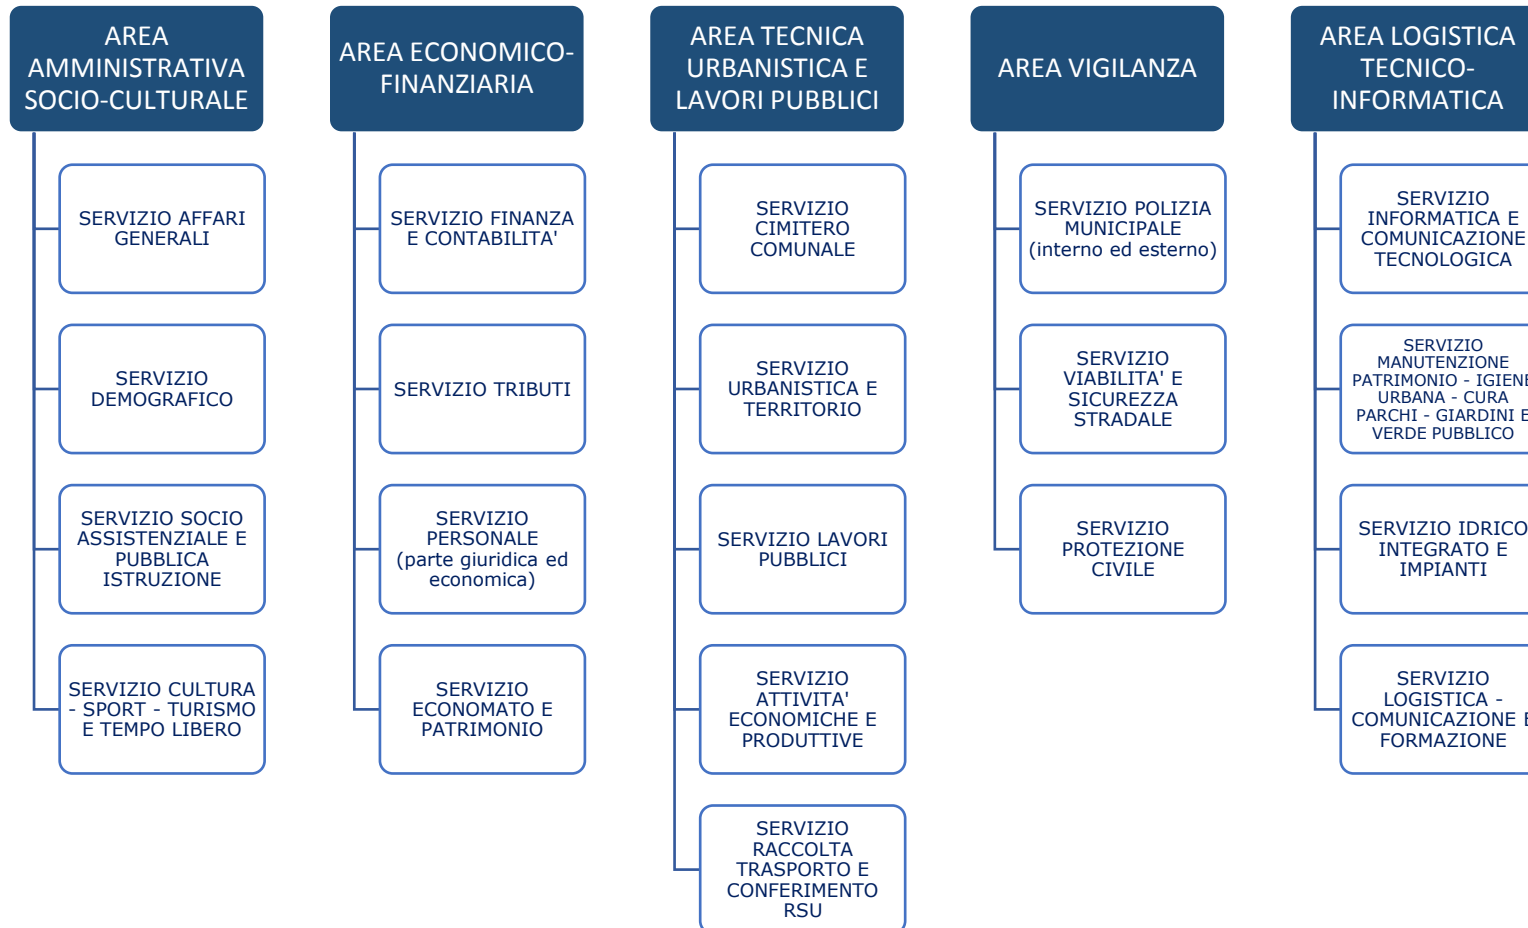 AREA
AMMINISTRATIVA
SOCIO-CULTURALE
SERVIZIO AFFARI
GENERALI
SERVIZIO
DEMOGRAFICO
SERVIZIO SOCIO
ASSISTENZIALE E
PUBBLICA
ISTRUZIONE
SERVIZIO CULTURA
- SPORT - TURISMO
E TEMPO LIBERO
AREA ECONOMICO-
FINANZIARIA
SERVIZIO FINANZA
E CONTABILITA'
SERVIZIO TRIBUTI
SERVIZIO
PERSONALE
(parte giuridica ed
economica)
SERVIZIO
ECONOMATO E
PATRIMONIO
AREA TECNICA
URBANISTICA E
LAVORI PUBBLICI
SERVIZIO
CIMITERO
COMUNALE
SERVIZIO
URBANISTICA E
TERRITORIO
SERVIZIO LAVORI
PUBBLICI
SERVIZIO
ATTIVITA'
ECONOMICHE E
PRODUTTIVE
SERVIZIO
RACCOLTA
TRASPORTO E
CONFERIMENTO
RSU
AREA VIGILANZA
SERVIZIO POLIZIA
MUNICIPALE
(interno ed esterno)
SERVIZIO
VIABILITA' E
SICUREZZA
STRADALE
SERVIZIO
PROTEZIONE
CIVILE
AREA LOGISTICA
TECNICO-
INFORMATICA
SERVIZIO
INFORMATICA E
COMUNICAZIONE
TECNOLOGICA
SERVIZIO
MANUTENZIONE
PATRIMONIO - IGIENE
URBANA - CURA
PARCHI - GIARDINI E
VERDE PUBBLICO
SERVIZIO IDRICO
INTEGRATO E
IMPIANTI
SERVIZIO
LOGISTICA -
COMUNICAZIONE E
FORMAZIONE